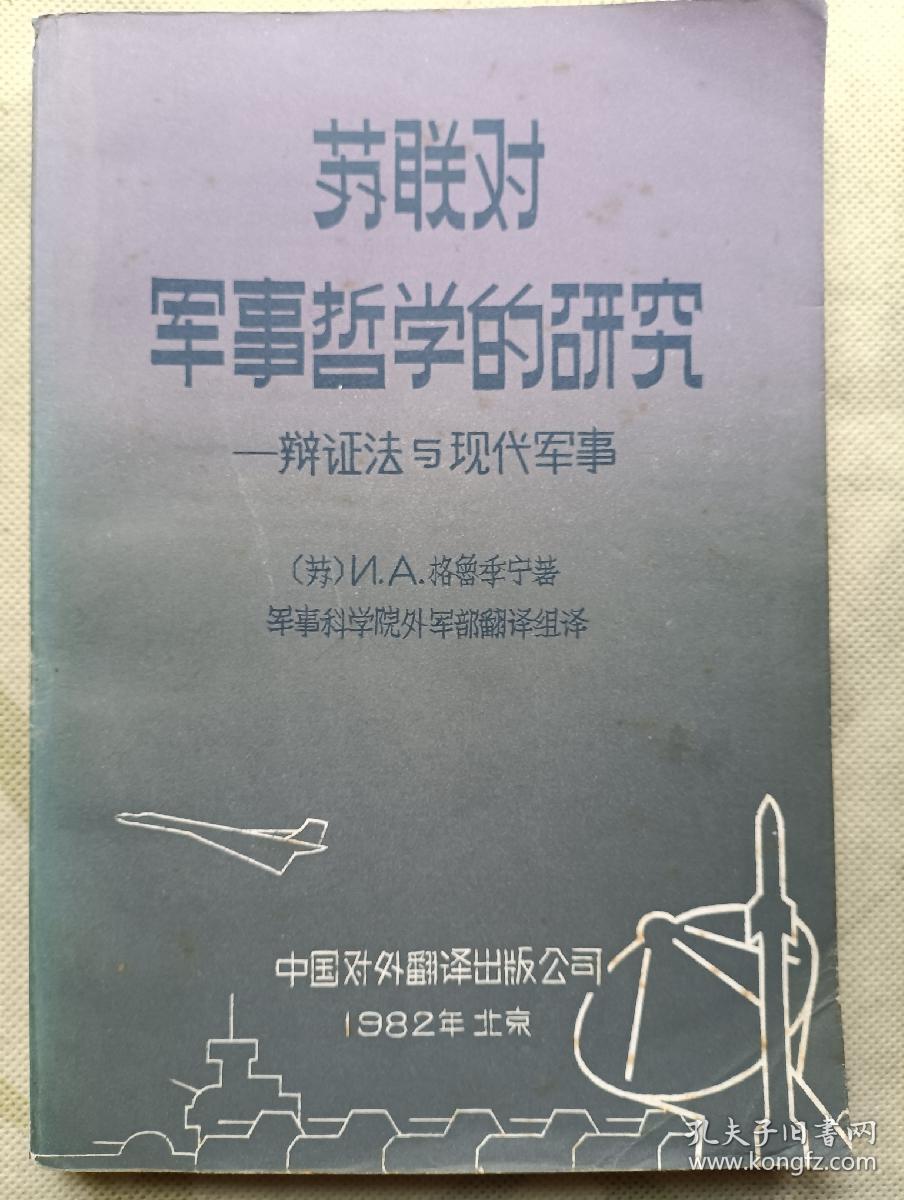 苏联对
军事哲学的研究
—辩证法与现代军事
(苏)И.А.格鲁季宁著
军事科学院外军部翻译组译
中国对外翻译出版公司
1982年北京
孔夫子旧书网
www.kongfz.com